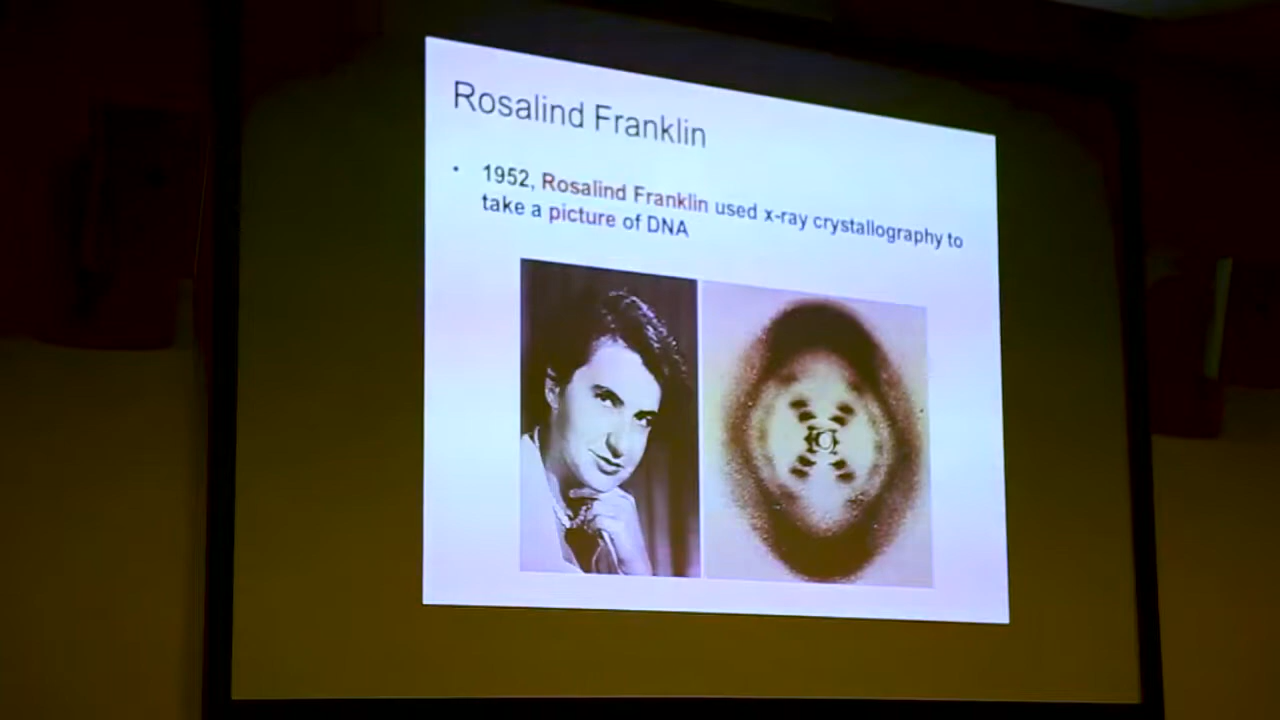 Rosalind Franklin
• 1952, Rosalind Franklin used x-ray crystallography to
take a picture of DNA